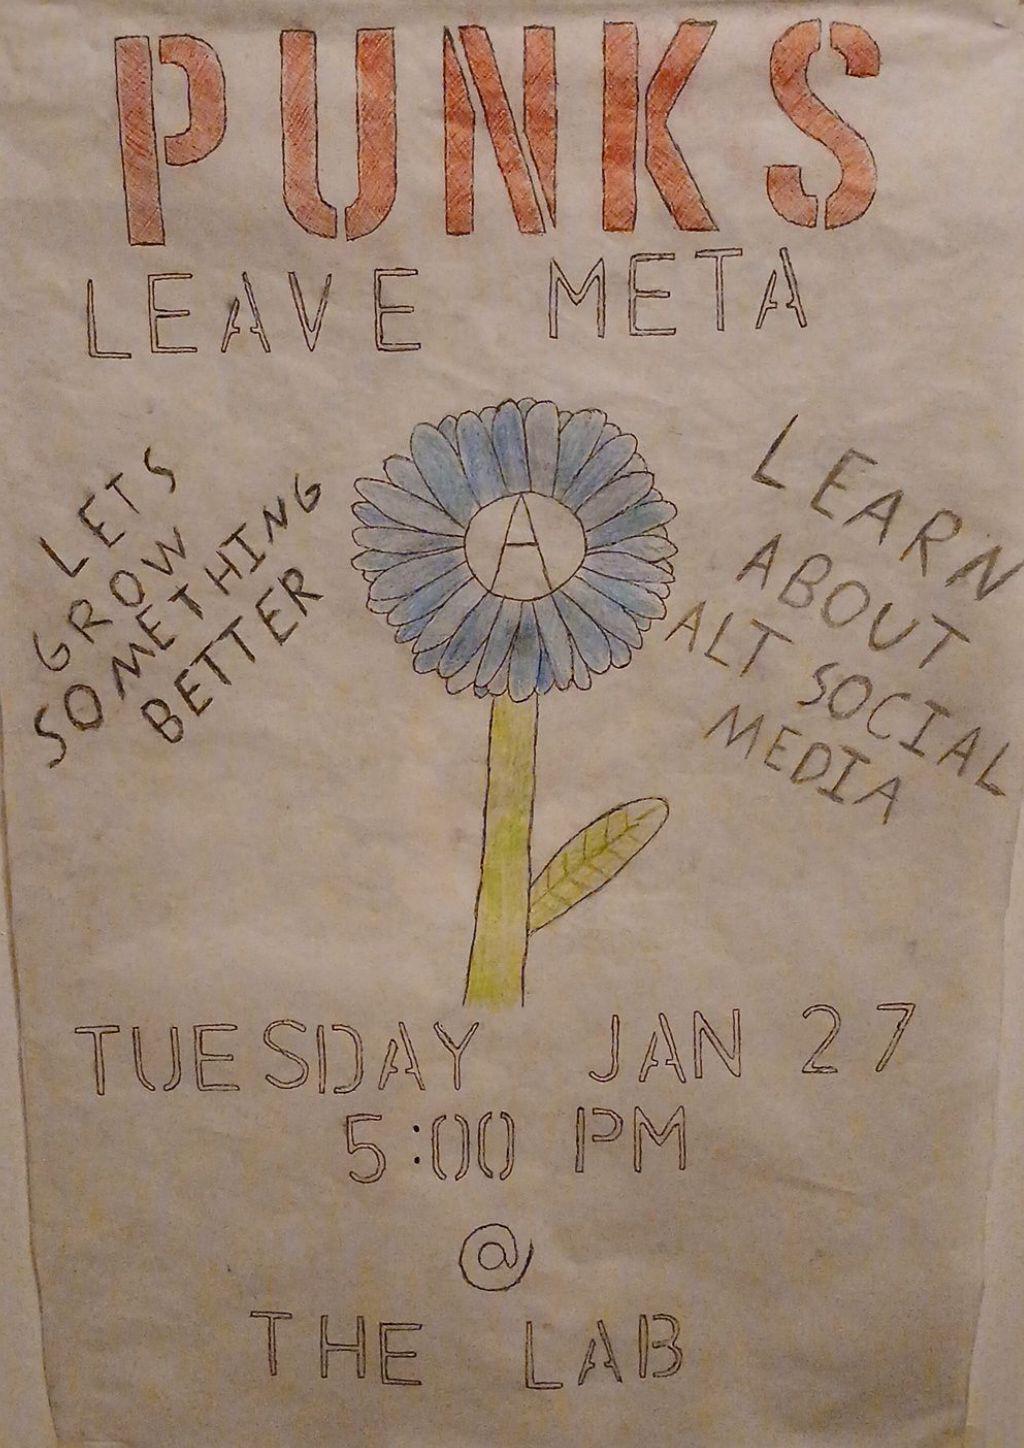 PUNKS
LEAVE META
LETS
GROW
SOMETHING
BETTER
LEARN
ABOUT
ALT SOCIAL
MEDIA
A
TUESDAY JAN 27
5:00 PM
@
THE LAB